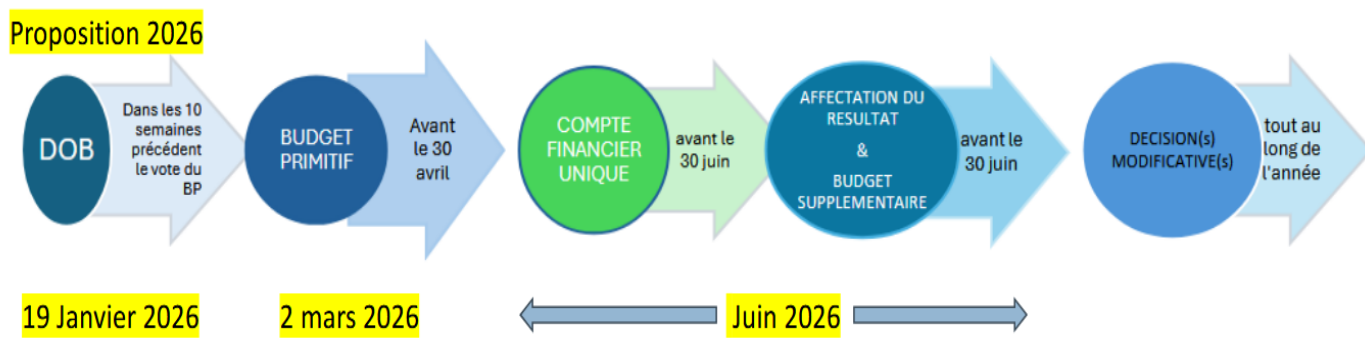 Proposition 2026
DOB
Dans les 10
semaines
précédent
le vote du
BP
BUDGET
PRIMITIF
Avant
le 30
avril
COMPTE
FINANCIER
UNIQUE
avant le
30 juin
AFFECTATION DU
RESULTAT
&
BUDGET
SUPPLEMENTAIRE
avant le
30 juin
DECISION(s)
MODIFICATIVE(s)
tout au
long de
l'année
19 Janvier 2026
2 mars 2026
Juin 2026